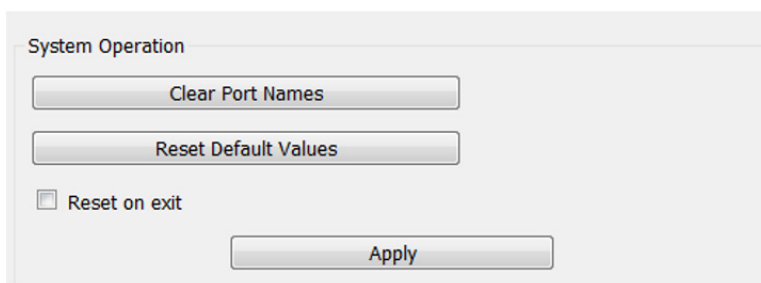 System Operation
Clear Port Names
Reset Default Values
Reset on exit
Apply